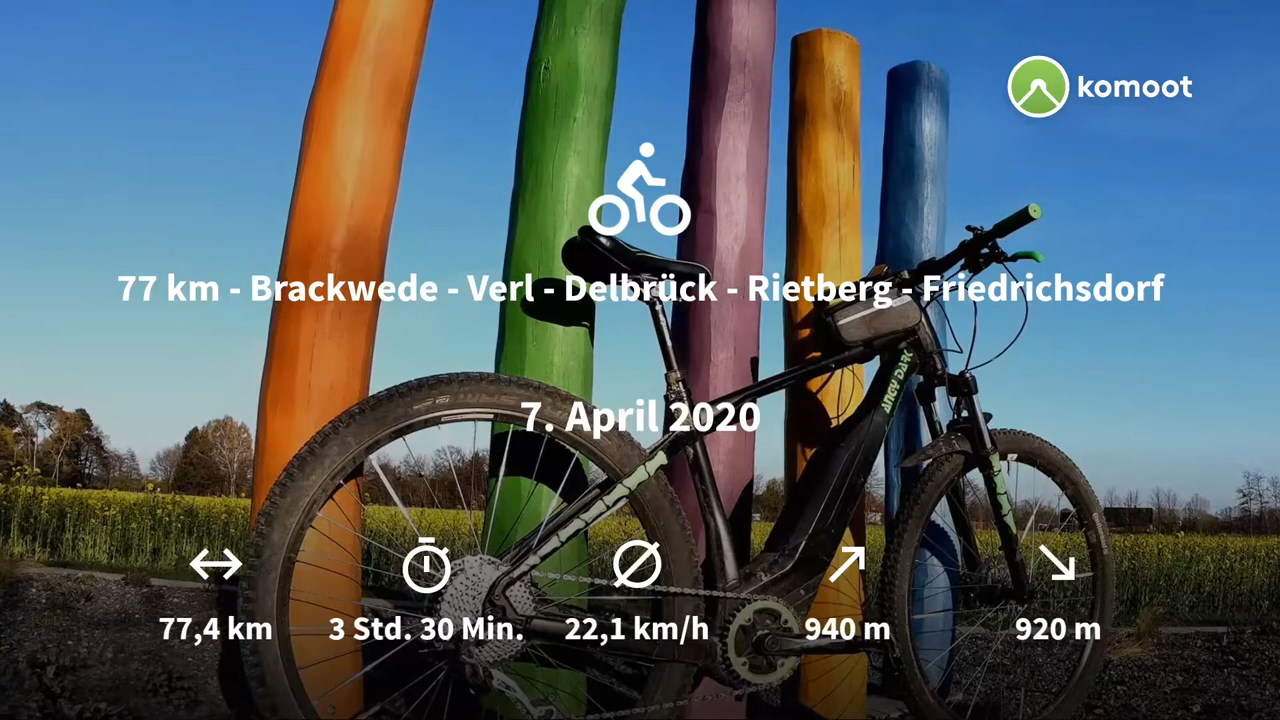 komoot
77 km - Brackwede - Verl - Delbrück - Rietberg - Friedrichsdorf
7. April 2020
77,4 km 3 Std. 30 Min. 22,1 km/h 940 m 920 m